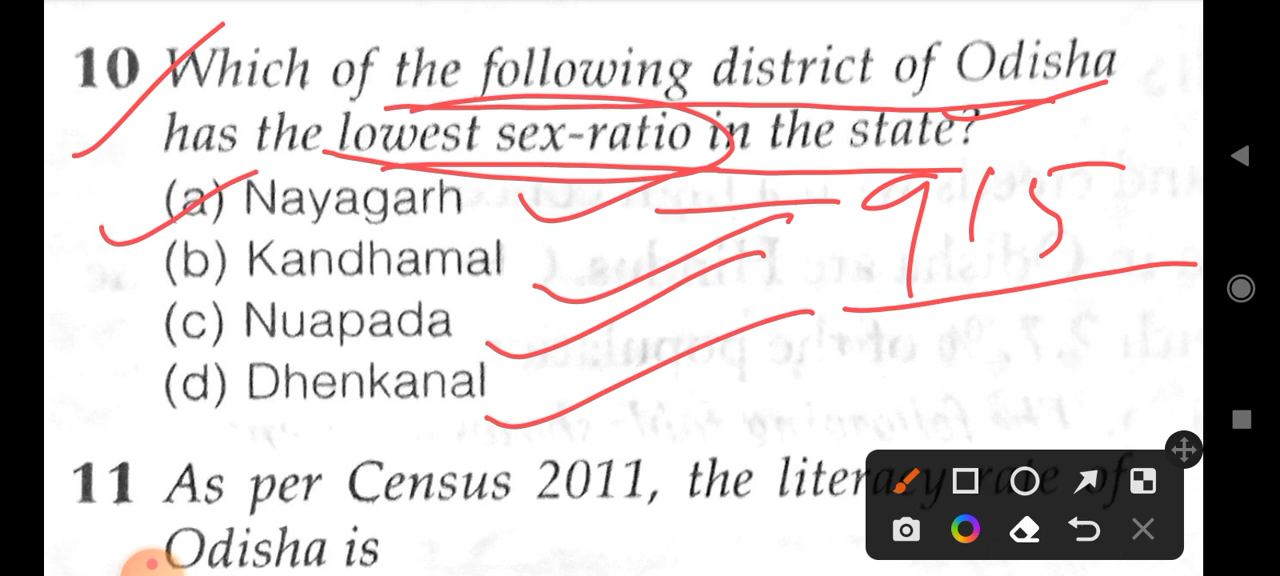 10 Which of the following district of Odisha
has the lowest sex-ratio in the state?
(a) Nayagarh
915
(b) Kandhamal
(c) Nuapada
(d) Dhenkanal
11 As per Census 2011, the literacy rate of
Odisha is